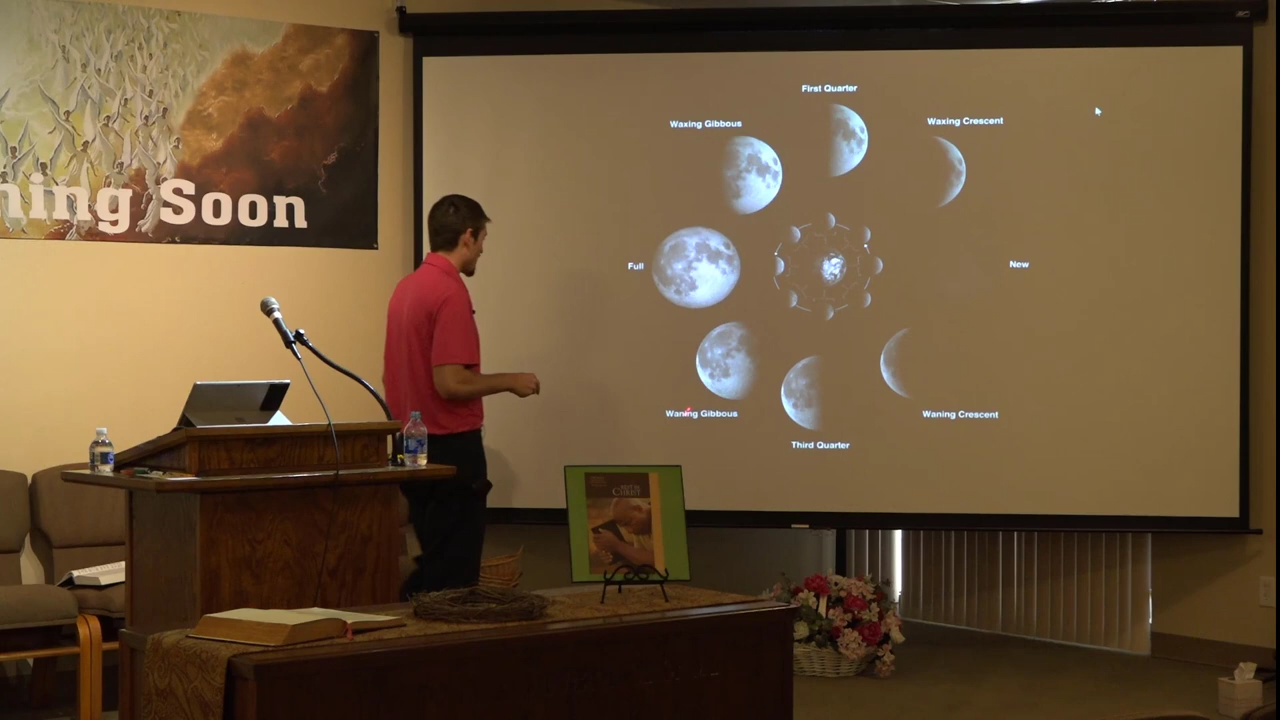 ning Soon
First Quarter
Waxing Gibbous
Waxing Crescent
Full
New
Waning Gibbous
Waning Crescent
Third Quarter
CHRIST